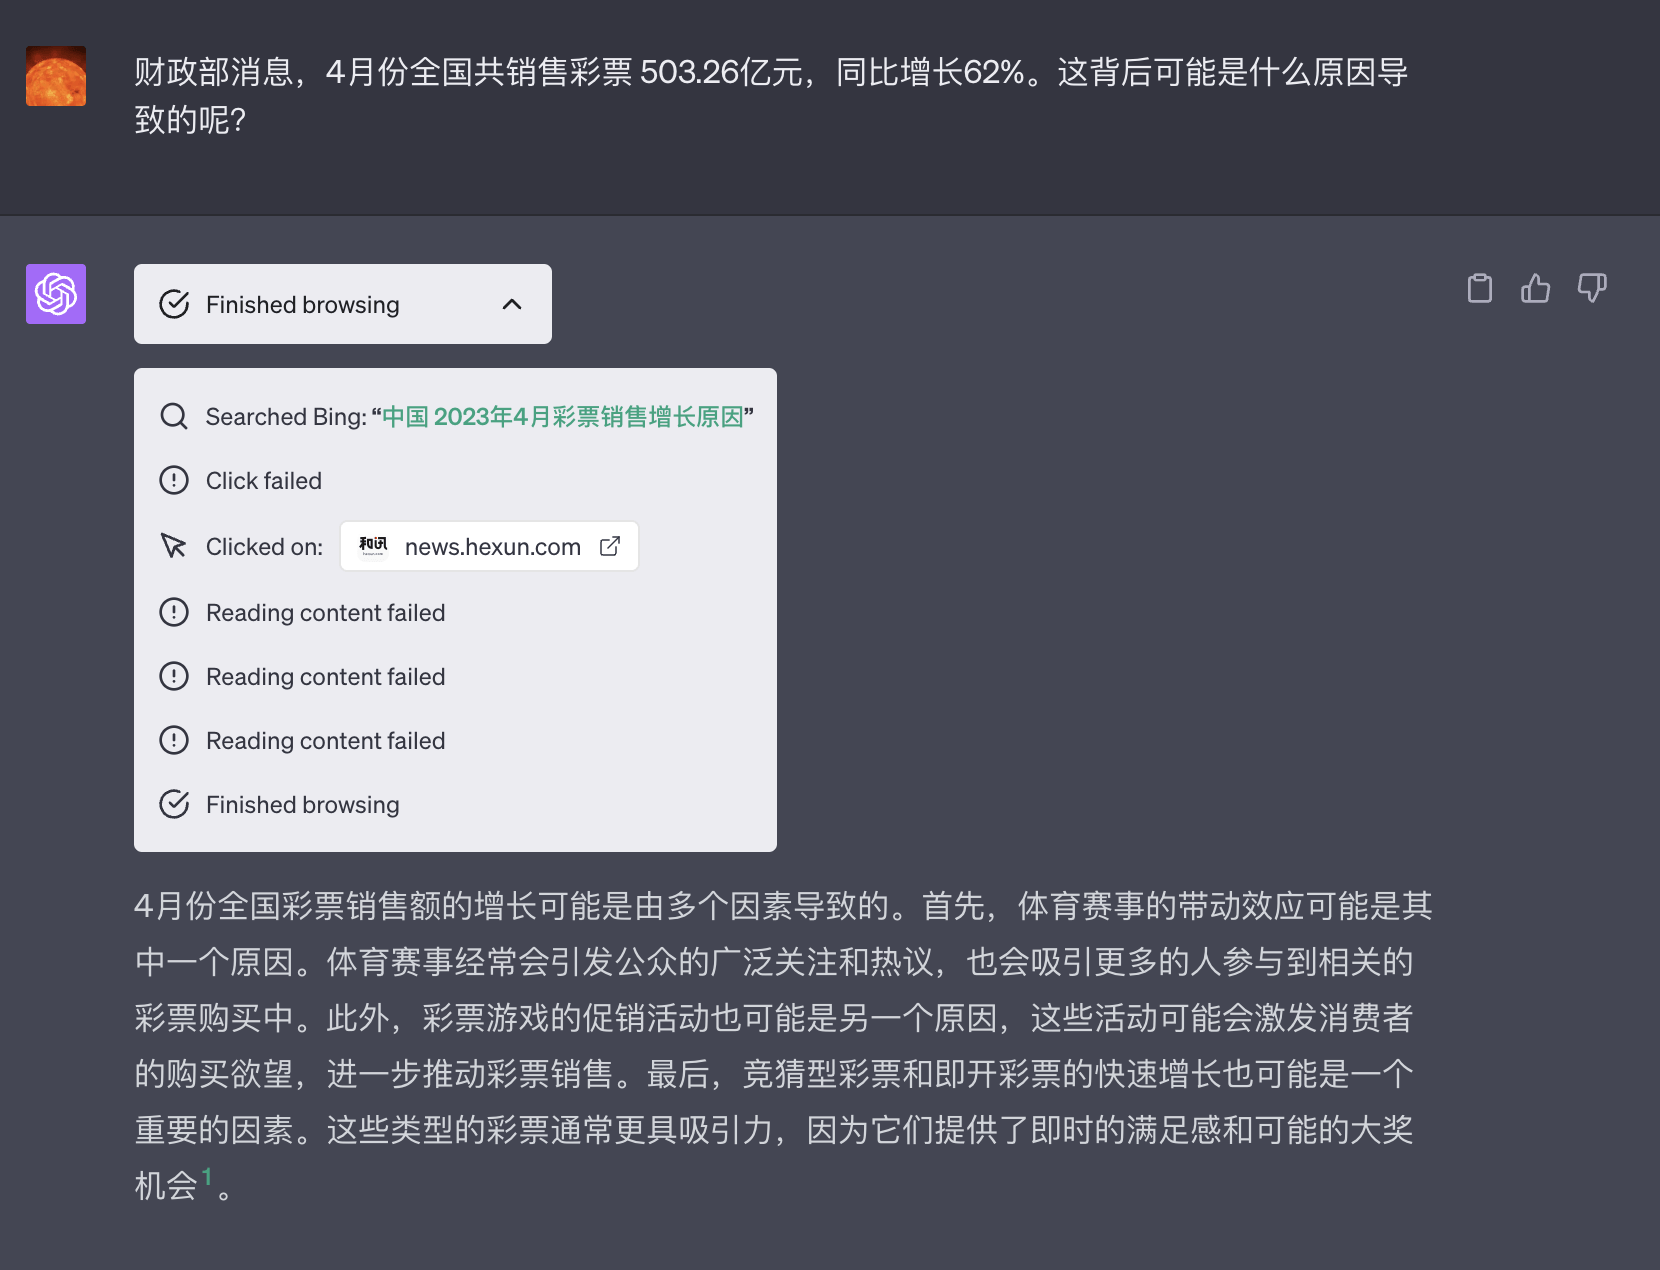 财政部消息，4月份全国共销售彩票 503.26亿元，同比增长62%。这背后可能是什么原因导
致的呢?
Finished browsing
Searched Bing: “中国 2023年4月彩票销售增长原因”
Click failed
Clicked on: 和讯 news.hexun.com
Reading content failed
Reading content failed
Reading content failed
Finished browsing
4月份全国彩票销售额的增长可能是由多个因素导致的。首先，体育赛事的带动效应可能是其
中一个原因。体育赛事经常会引发公众的广泛关注和热议，也会吸引更多的人参与到相关的
彩票购买中。此外，彩票游戏的促销活动也可能是另一个原因，这些活动可能会激发消费者
的购买欲望，进一步推动彩票销售。最后，竞猜型彩票和即开彩票的快速增长也可能是一个
重要的因素。这些类型的彩票通常更具吸引力，因为它们提供了即时的满足感和可能的大奖
机会1。